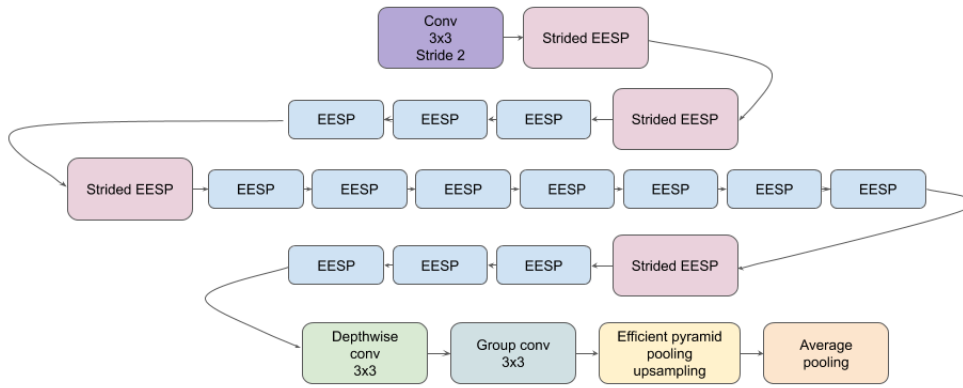 Conv
3x3
Stride 2
Strided EESP
Strided EESP
EESP
EESP
EESP
Strided EESP
EESP
EESP
EESP
EESP
EESP
EESP
EESP
Strided EESP
EESP
EESP
EESP
Depthwise
conv
3x3
Group conv
3x3
Efficient pyramid
pooling
upsampling
Average
pooling